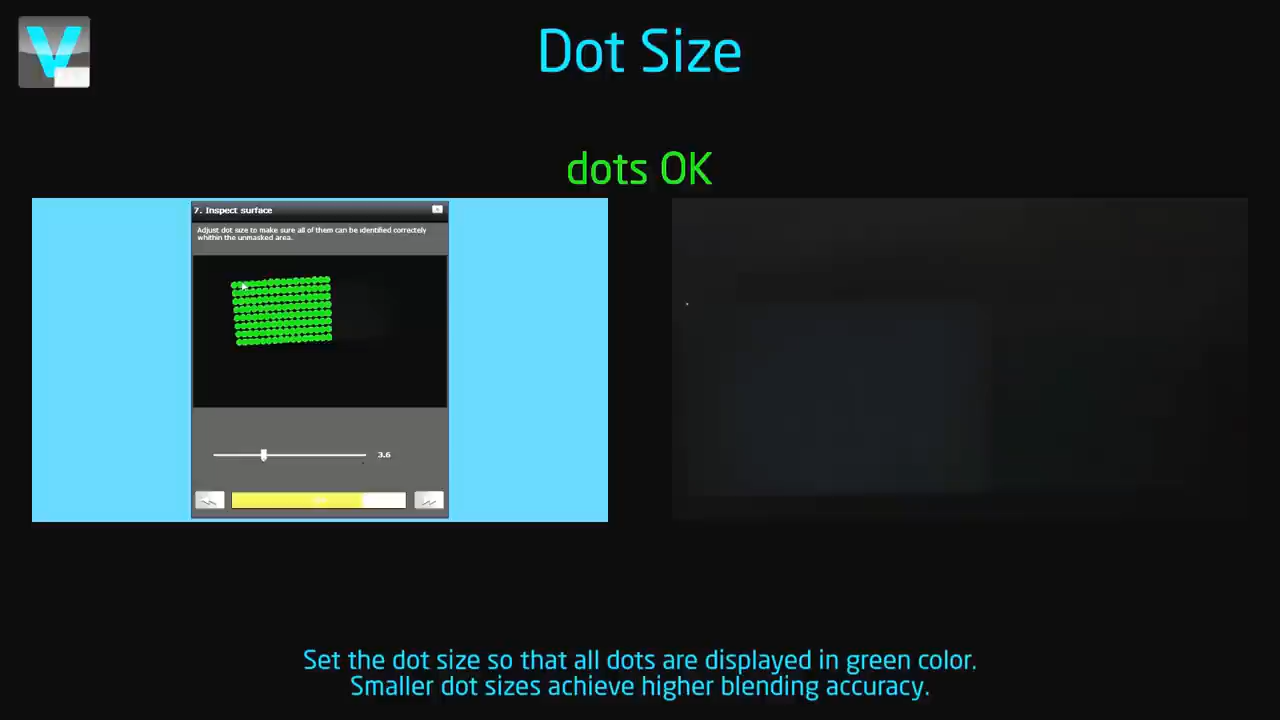 V
Dot Size
dots OK
7. Inspect surface
Adjust dot size to make sure all of them can be identified correctely
whithin the unmasked area.
3.6
Set the dot size so that all dots are displayed in green color.
Smaller dot sizes achieve higher blending accuracy.